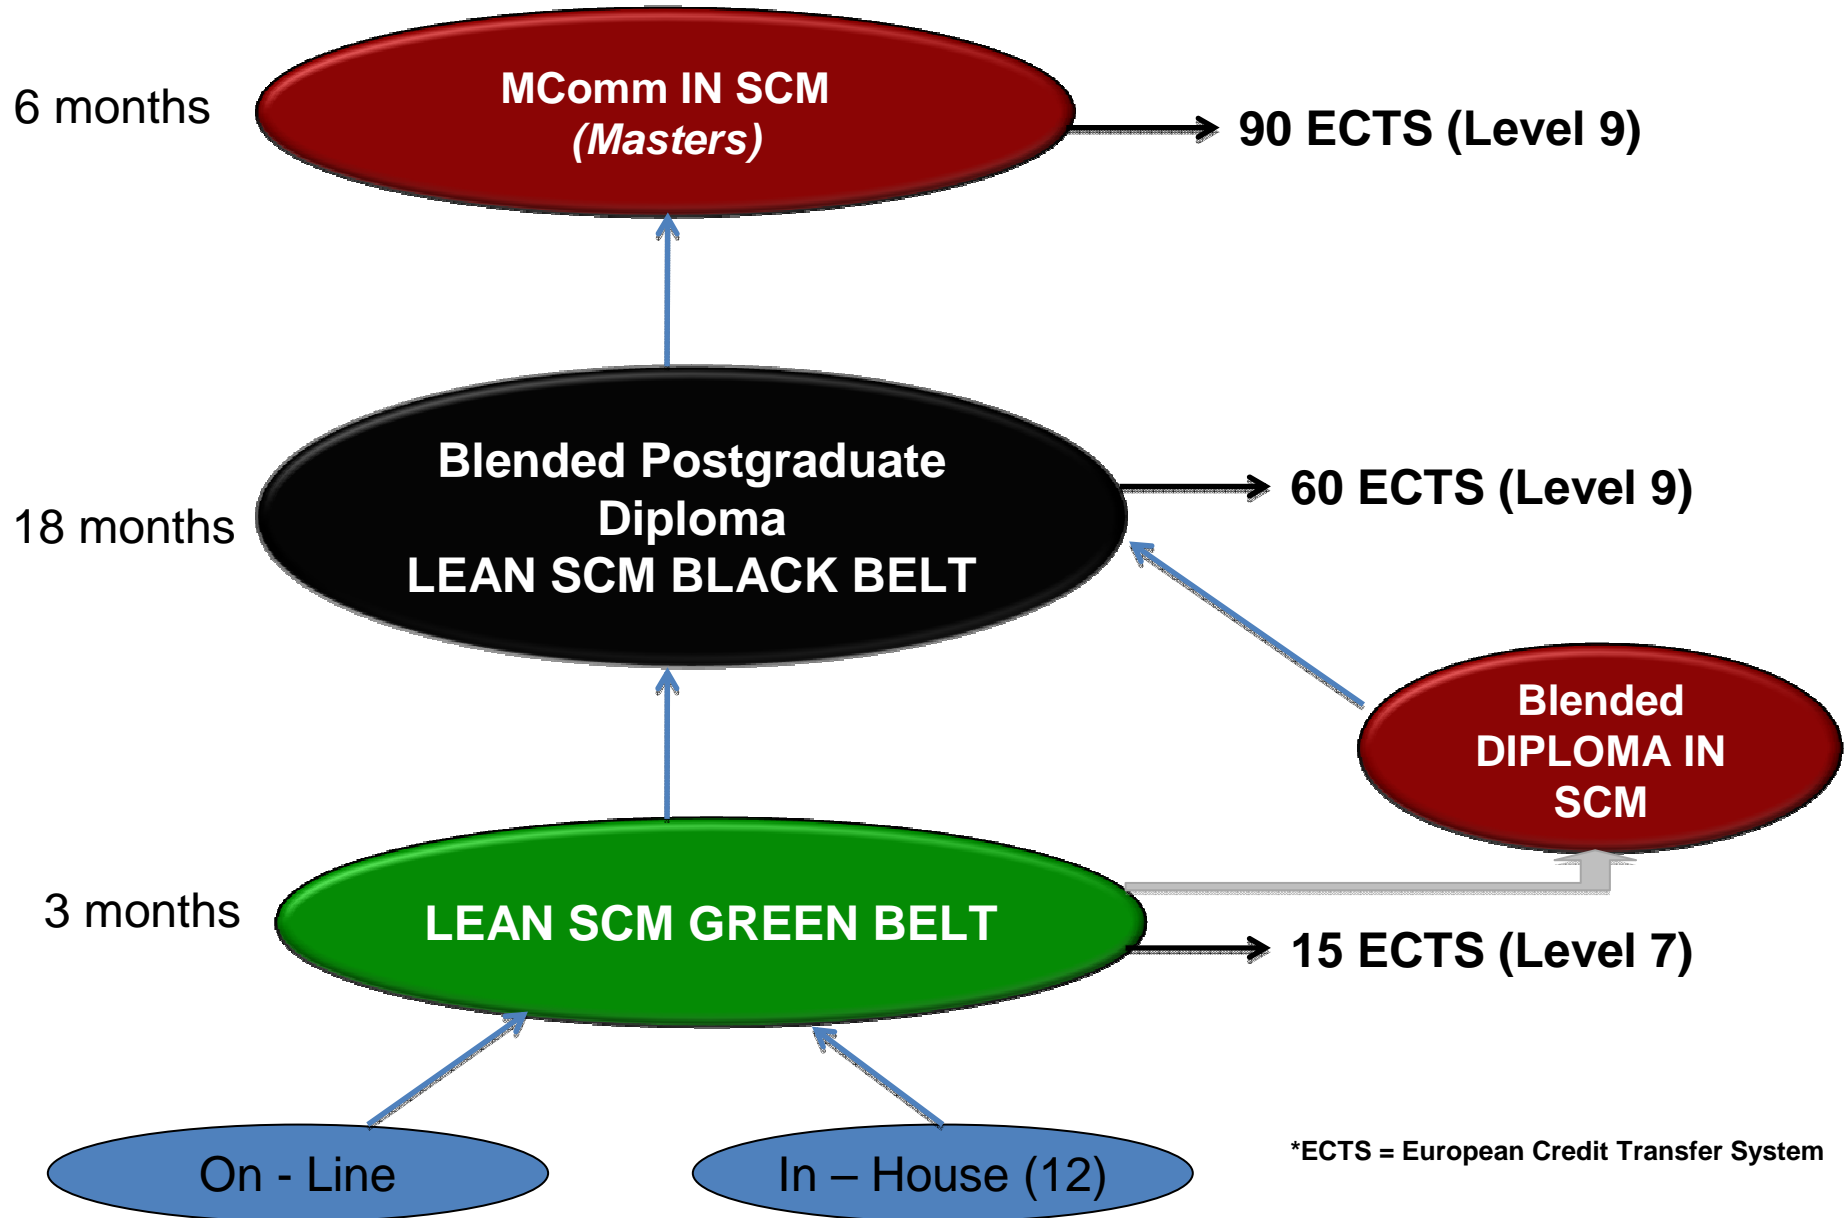 6 months
MComm IN SCM
(Masters)
90 ECTS (Level 9)
18 months
Blended Postgraduate
Diploma
LEAN SCM BLACK BELT
60 ECTS (Level 9)
Blended
DIPLOMA IN
SCM
3 months
LEAN SCM GREEN BELT
15 ECTS (Level 7)
On - Line
In – House (12)
*ECTS = European Credit Transfer System